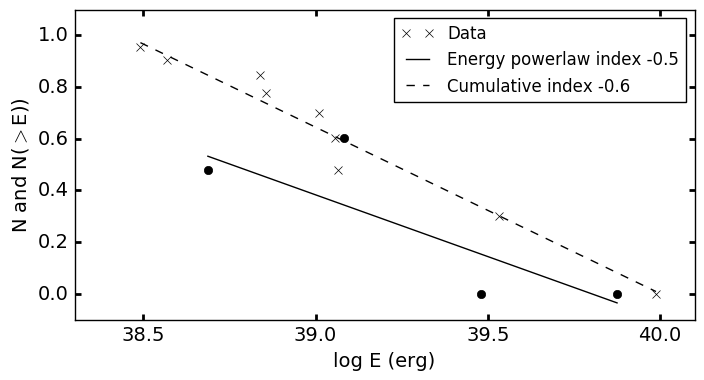 Data
Energy powerlaw index -0.5
Cumulative index -0.6
N and N( > E))
1.0
0.8
0.6
0.4
0.2
0.0
38.5 39.0 39.5 40.0
log E (erg)